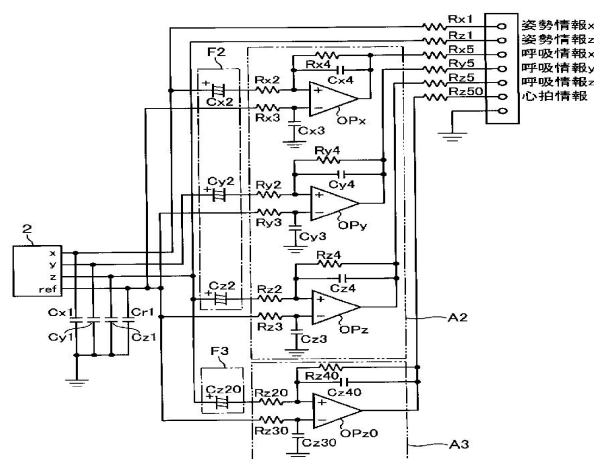 Rx1
姿勢情報x
Rz1
姿勢情報z
Rx5
呼吸情報x
Ry5
呼吸情報y
Rz5
呼吸情報z
Rz50
心拍情報
F2
Rx4
Cx4
Rx2
Cx2
Rx3
Cx3
OPx
Ry4
Cy4
Ry2
Cy2
Ry3
Cy3
OPy
2
x
y
z
ref
Rz4
Cz4
Rz2
Cz2
Rz3
Cz3
OPz
A2
Cx1
Cr1
Cy1
Cz1
F3
Rz40
Cz40
Rz20
Cz20
Rz30
Cz30
OPz0
A3